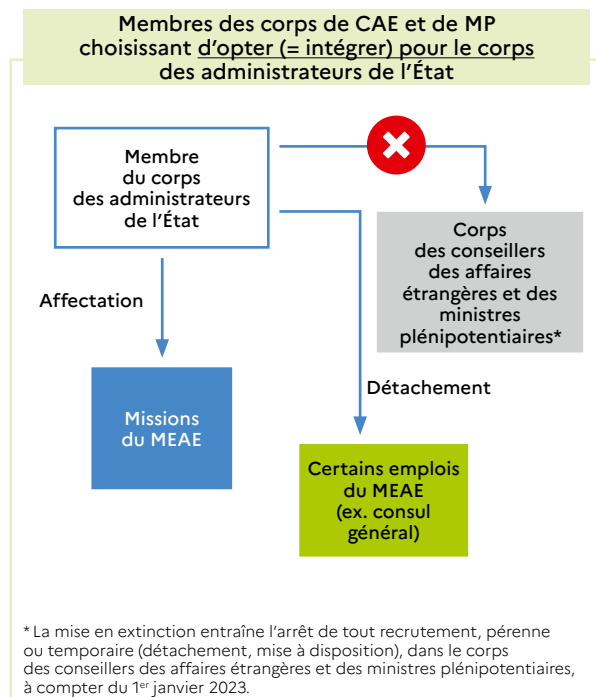 Membres des corps de CAE et de MP
choisissant d’opter (= intégrer) pour le corps
des administrateurs de l’État
Membre
du corps
des administrateurs
de l’État
Corps
des conseillers
des affaires
étrangères et des
ministres
plénipotentiaires*
Affectation
Détachement
Missions
du MEAE
Certains emplois
du MEAE
(ex. consul
général)
* La mise en extinction entraîne l’arrêt de tout recrutement, pérenne
ou temporaire (détachement, mise à disposition), dans le corps
des conseillers des affaires étrangères et des ministres plénipotentiaires,
à compter du 1er janvier 2023.